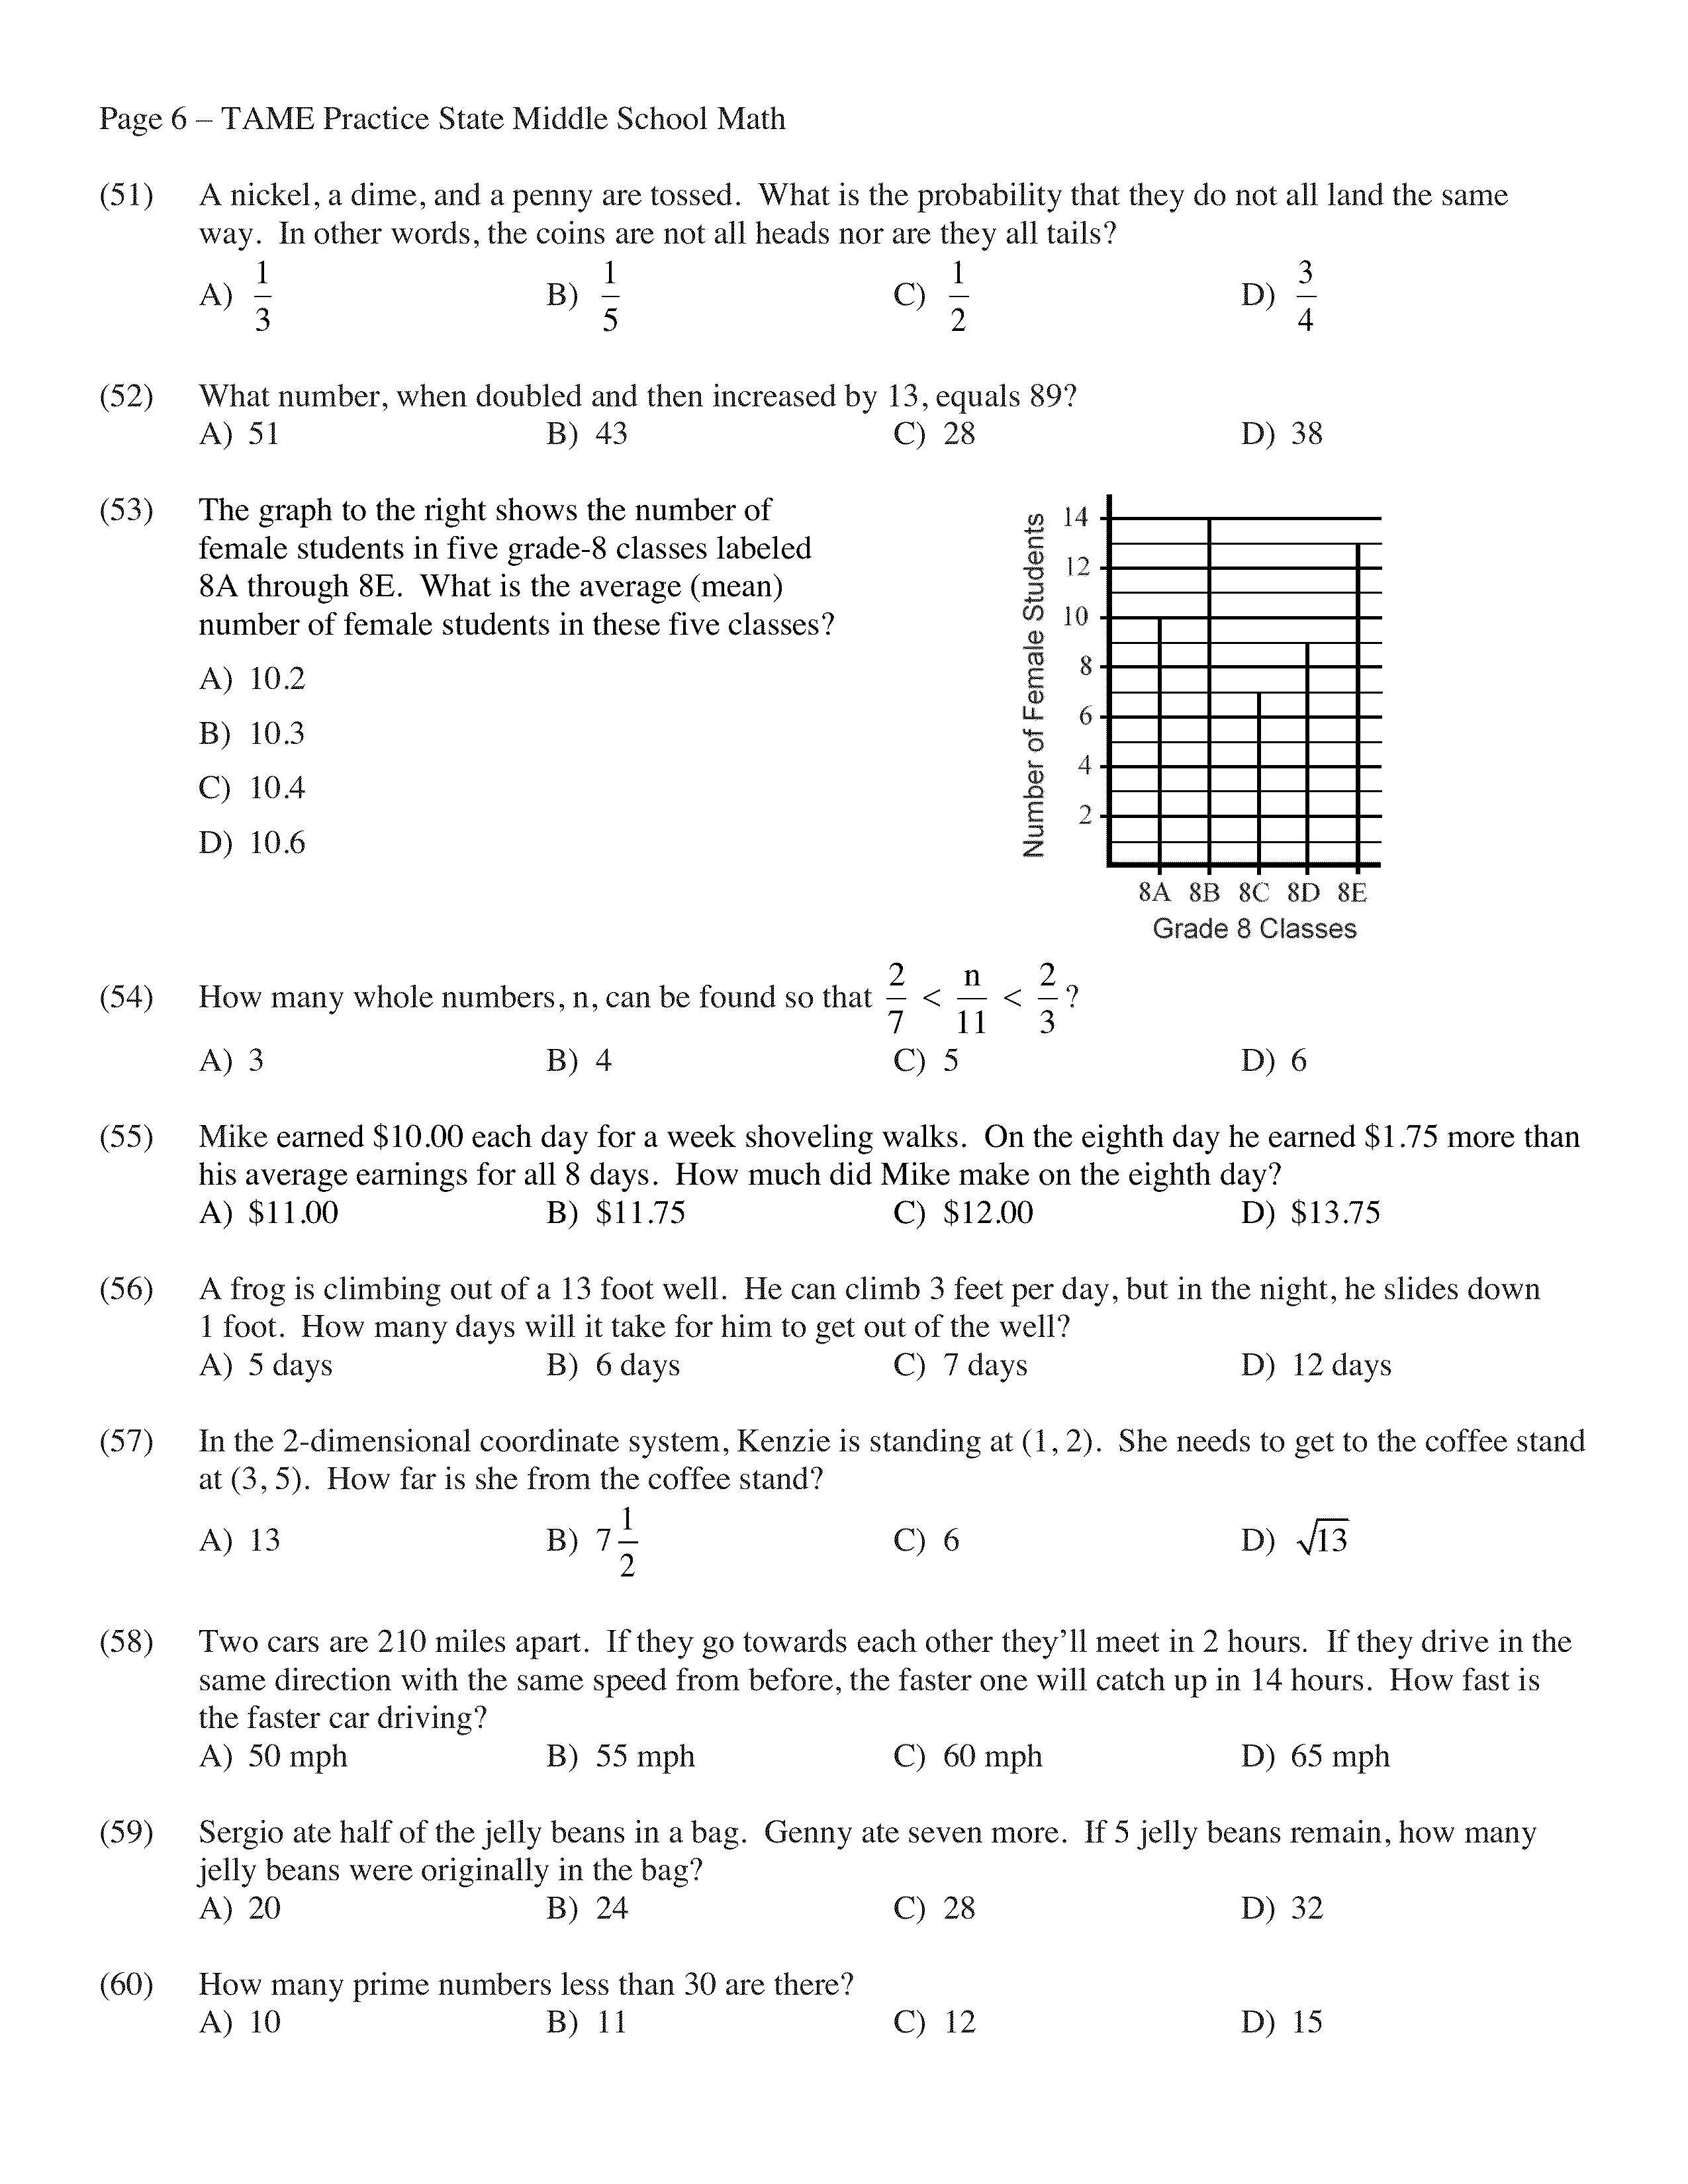 Page 6 – TAME Practice State Middle School Math
(51) A nickel, a dime, and a penny are tossed. What is the probability that they do not all land the same
way. In other words, the coins are not all heads nor are they all tails?
A) 1/3 B) 1/5 C) 1/2 D) 3/4
(52) What number, when doubled and then increased by 13, equals 89?
A) 51 B) 43 C) 28 D) 38
(53) The graph to the right shows the number of
female students in five grade-8 classes labeled
8A through 8E. What is the average (mean)
number of female students in these five classes?
A) 10.2
B) 10.3
C) 10.4
D) 10.6
Number of Female Students
14
12
10
8
6
4
2
8A 8B 8C 8D 8E
Grade 8 Classes
(54) How many whole numbers, n, can be found so that 2/7 < n/11 < 2/3 ?
A) 3 B) 4 C) 5 D) 6
(55) Mike earned $10.00 each day for a week shoveling walks. On the eighth day he earned $1.75 more than
his average earnings for all 8 days. How much did Mike make on the eighth day?
A) $11.00 B) $11.75 C) $12.00 D) $13.75
(56) A frog is climbing out of a 13 foot well. He can climb 3 feet per day, but in the night, he slides down
1 foot. How many days will it take for him to get out of the well?
A) 5 days B) 6 days C) 7 days D) 12 days
(57) In the 2-dimensional coordinate system, Kenzie is standing at (1, 2). She needs to get to the coffee stand
at (3, 5). How far is she from the coffee stand?
A) 13 B) 7 1/2 C) 6 D) √13
(58) Two cars are 210 miles apart. If they go towards each other they’ll meet in 2 hours. If they drive in the
same direction with the same speed from before, the faster one will catch up in 14 hours. How fast is
the faster car driving?
A) 50 mph B) 55 mph C) 60 mph D) 65 mph
(59) Sergio ate half of the jelly beans in a bag. Genny ate seven more. If 5 jelly beans remain, how many
jelly beans were originally in the bag?
A) 20 B) 24 C) 28 D) 32
(60) How many prime numbers less than 30 are there?
A) 10 B) 11 C) 12 D) 15